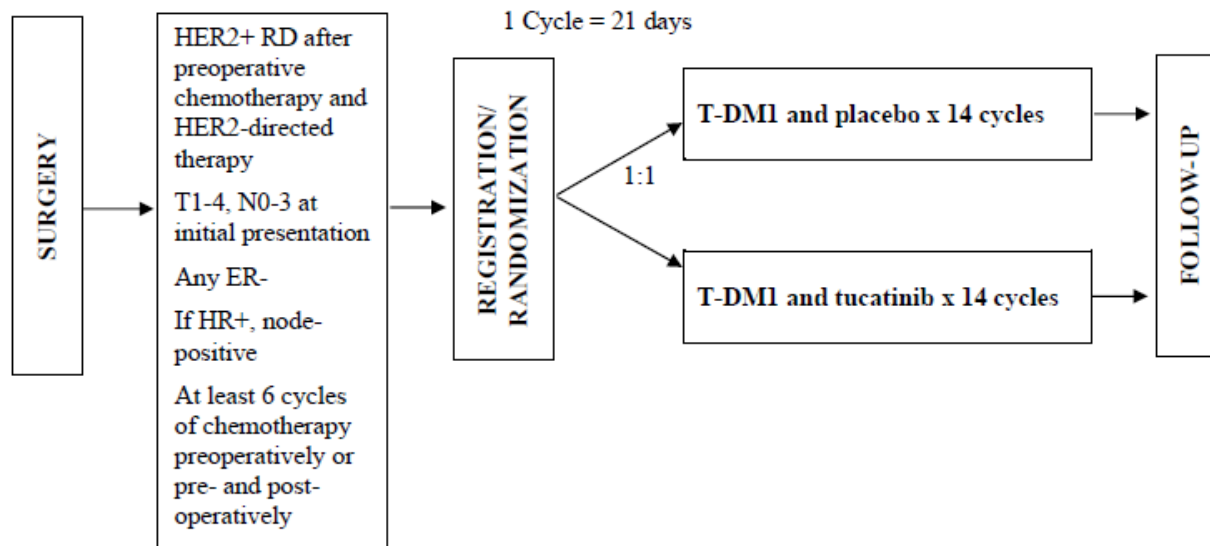 1 Cycle = 21 days
SURGERY
HER2+ RD after
preoperative
chemotherapy and
HER2-directed
therapy
T1-4, N0-3 at
initial presentation
Any ER-
If HR+, node-
positive
At least 6 cycles
of chemotherapy
preoperatively or
pre- and post-
operatively
REGISTRATION/
RANDOMIZATION
1:1
T-DM1 and placebo x 14 cycles
T-DM1 and tucatinib x 14 cycles
FOLLOW-UP